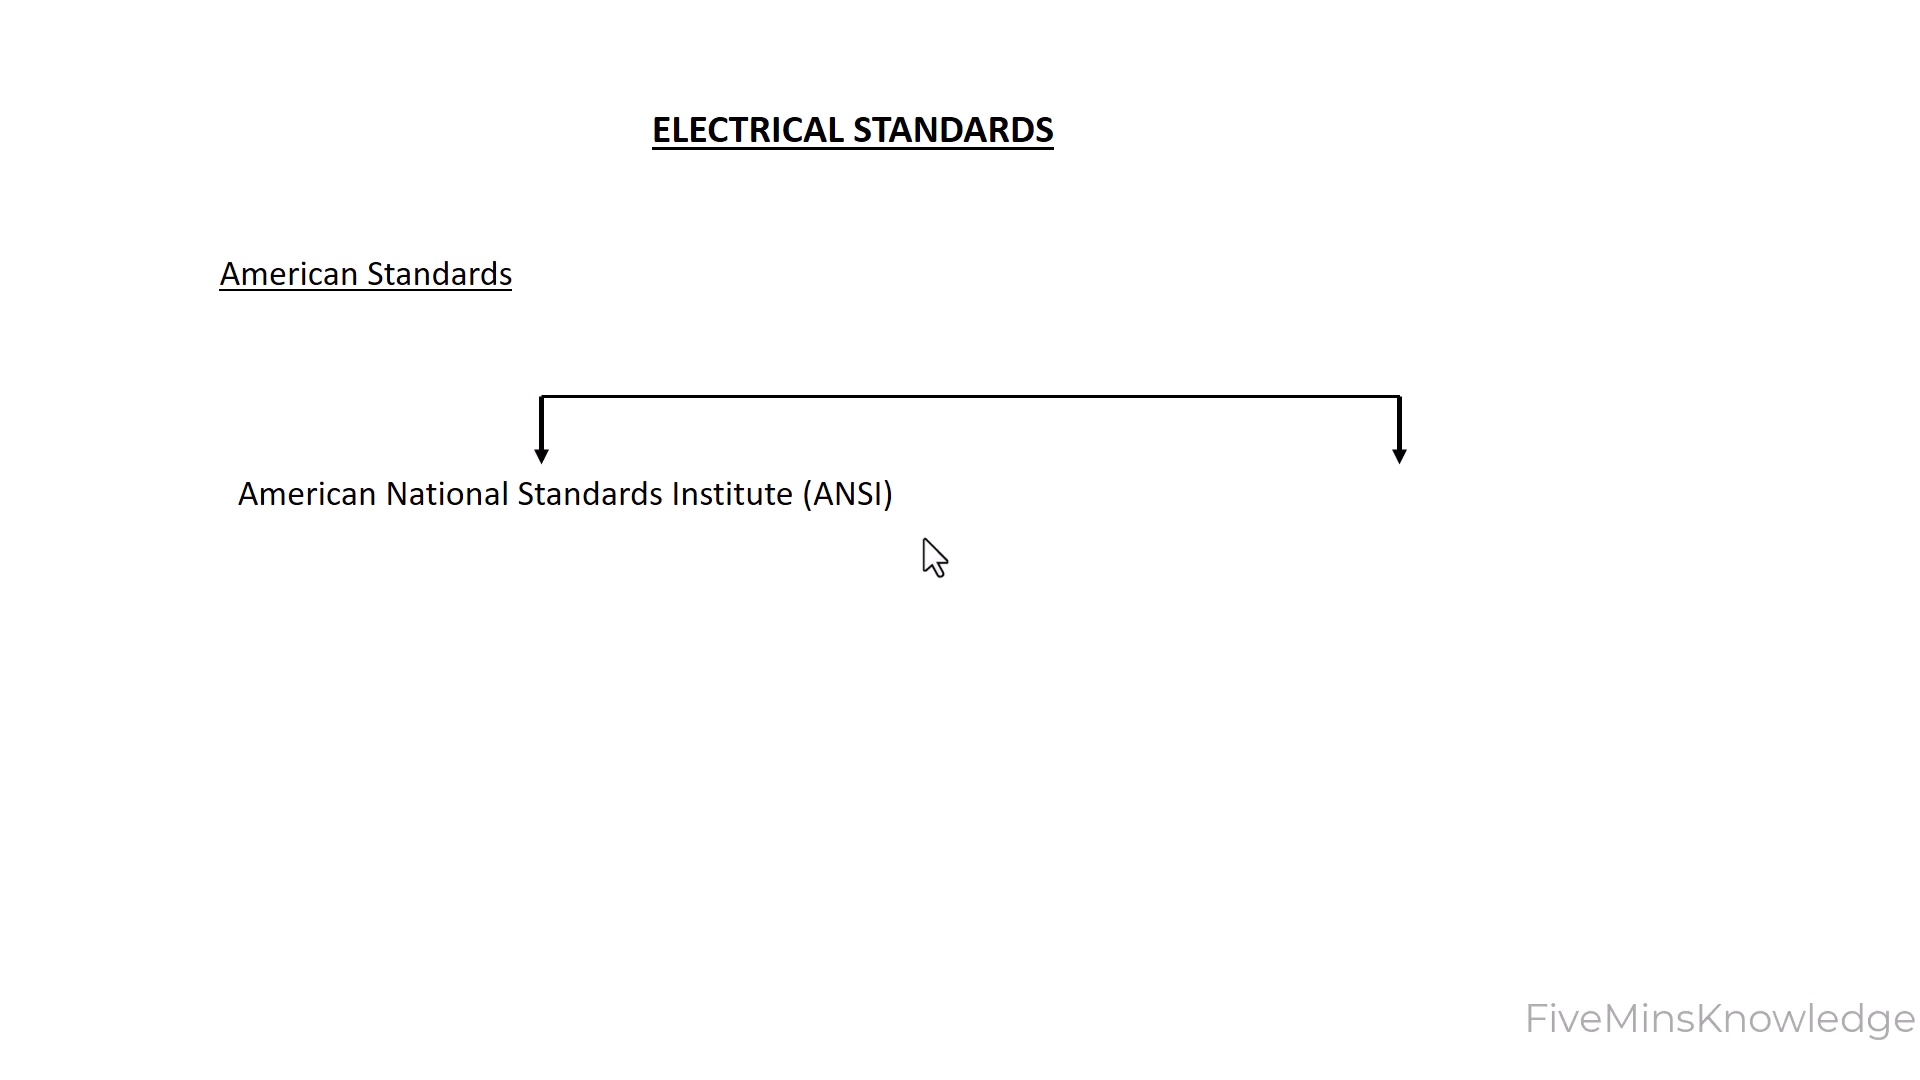 ELECTRICAL STANDARDS
American Standards
American National Standards Institute (ANSI)
FiveMinsKnowledge